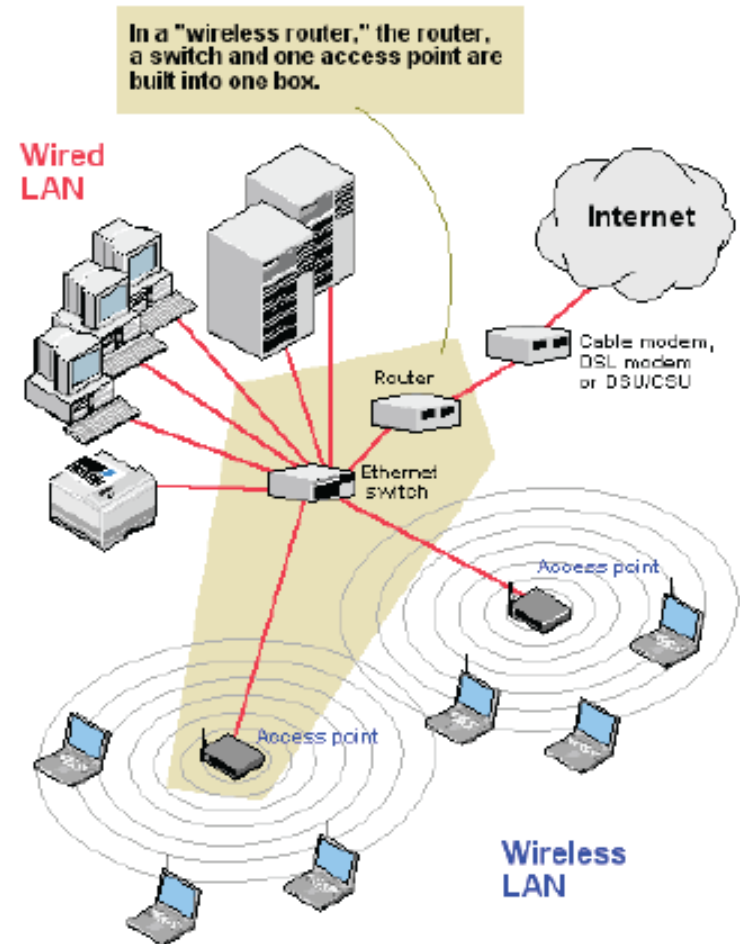 In a "wireless router," the router,
a switch and one access point are
built into one box.
Wired
LAN
Internet
Cable modem,
DSL modem
or DSU/CSU
Router
Ethernet
switch
Access point
Access point
Wireless
LAN